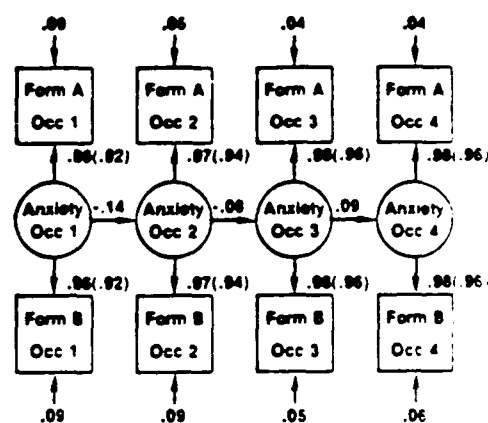 .04 .04
Form A Form A Form A Form A
Occ 1 Occ 2 Occ 3 Occ 4
.96(.92) .97(.94) .98(.96) .98(.96)
Anxiety -.14 Anxiety Anxiety .09 Anxiety
Occ 1 Occ 2 Occ 3 Occ 4
.96(.92) .97(.94) .98(.96) .98(.96
Form B Form B Form B Form B
Occ 1 Occ 2 Occ 3 Occ 4
.09 .09 .05 .06